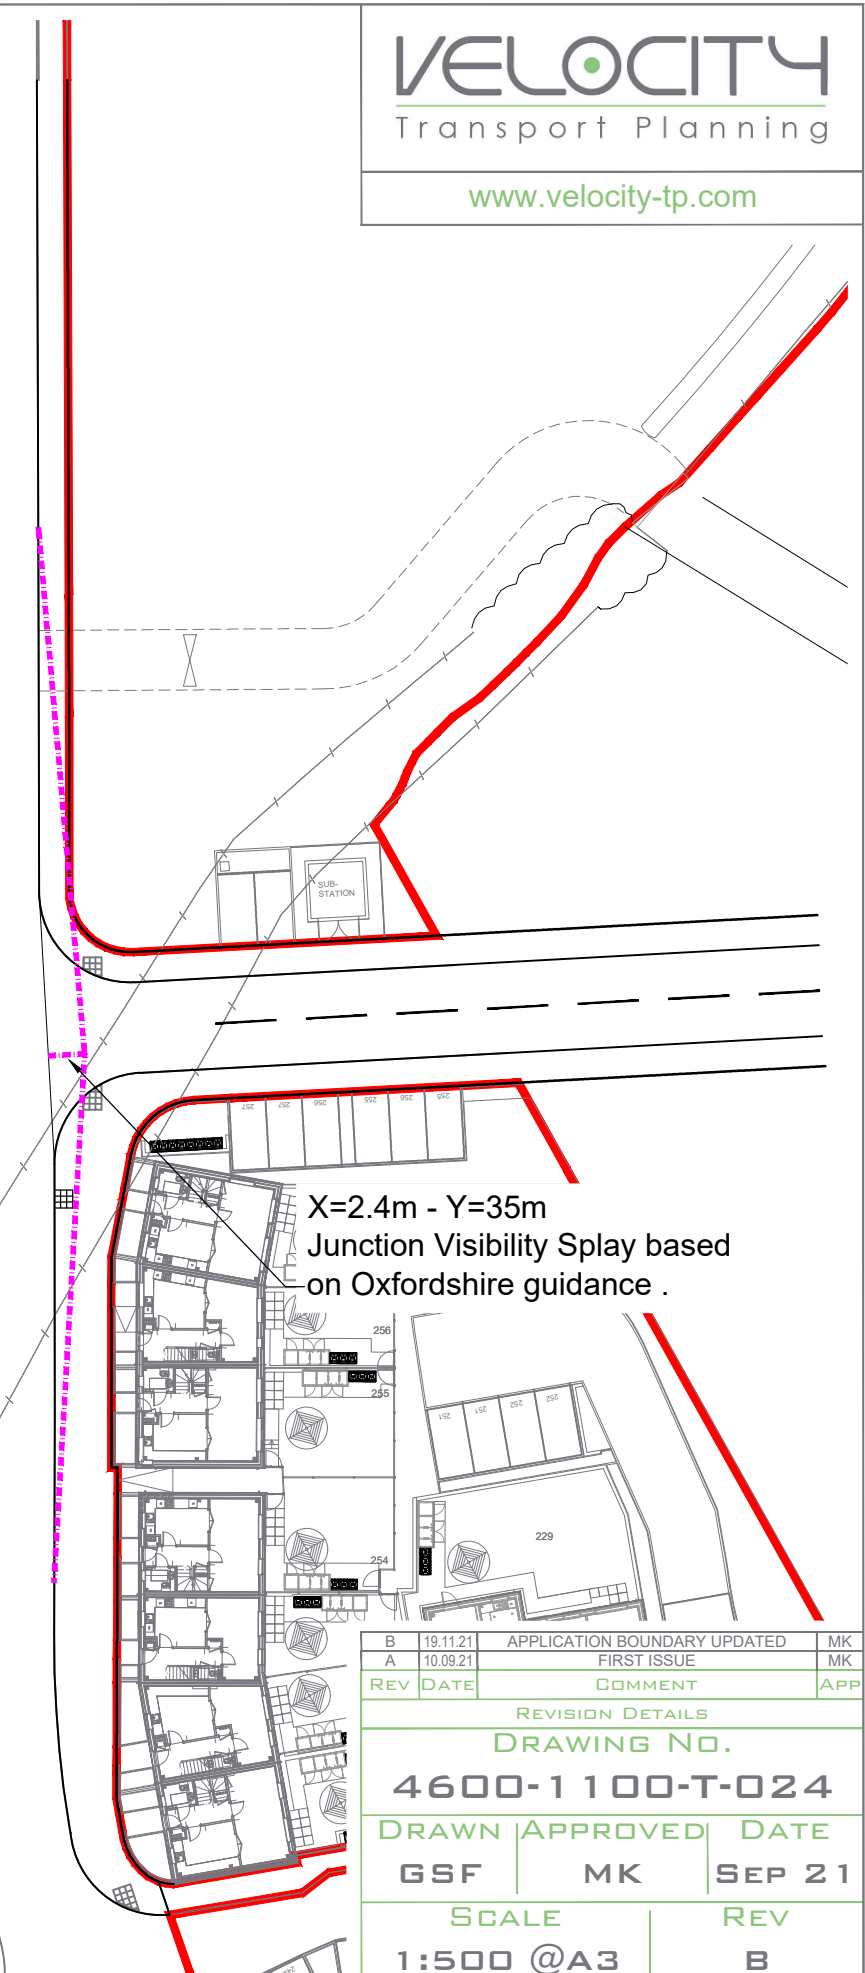 VELOCITY
Transport Planning
www.velocity-tp.com
SUB-
STATION
257 257 256 255 256 255
X=2.4m - Y=35m
Junction Visibility Splay based
on Oxfordshire guidance .
256
255
251 251 252 252
229
254
B 19.11.21 APPLICATION BOUNDARY UPDATED MK
A 10.09.21 FIRST ISSUE MK
REV DATE COMMENT APP
REVISION DETAILS
DRAWING NO.
4600-1100-T-024
DRAWN APPROVED DATE
GSF MK SEP 21
SCALE REV
1:500 @A3 B